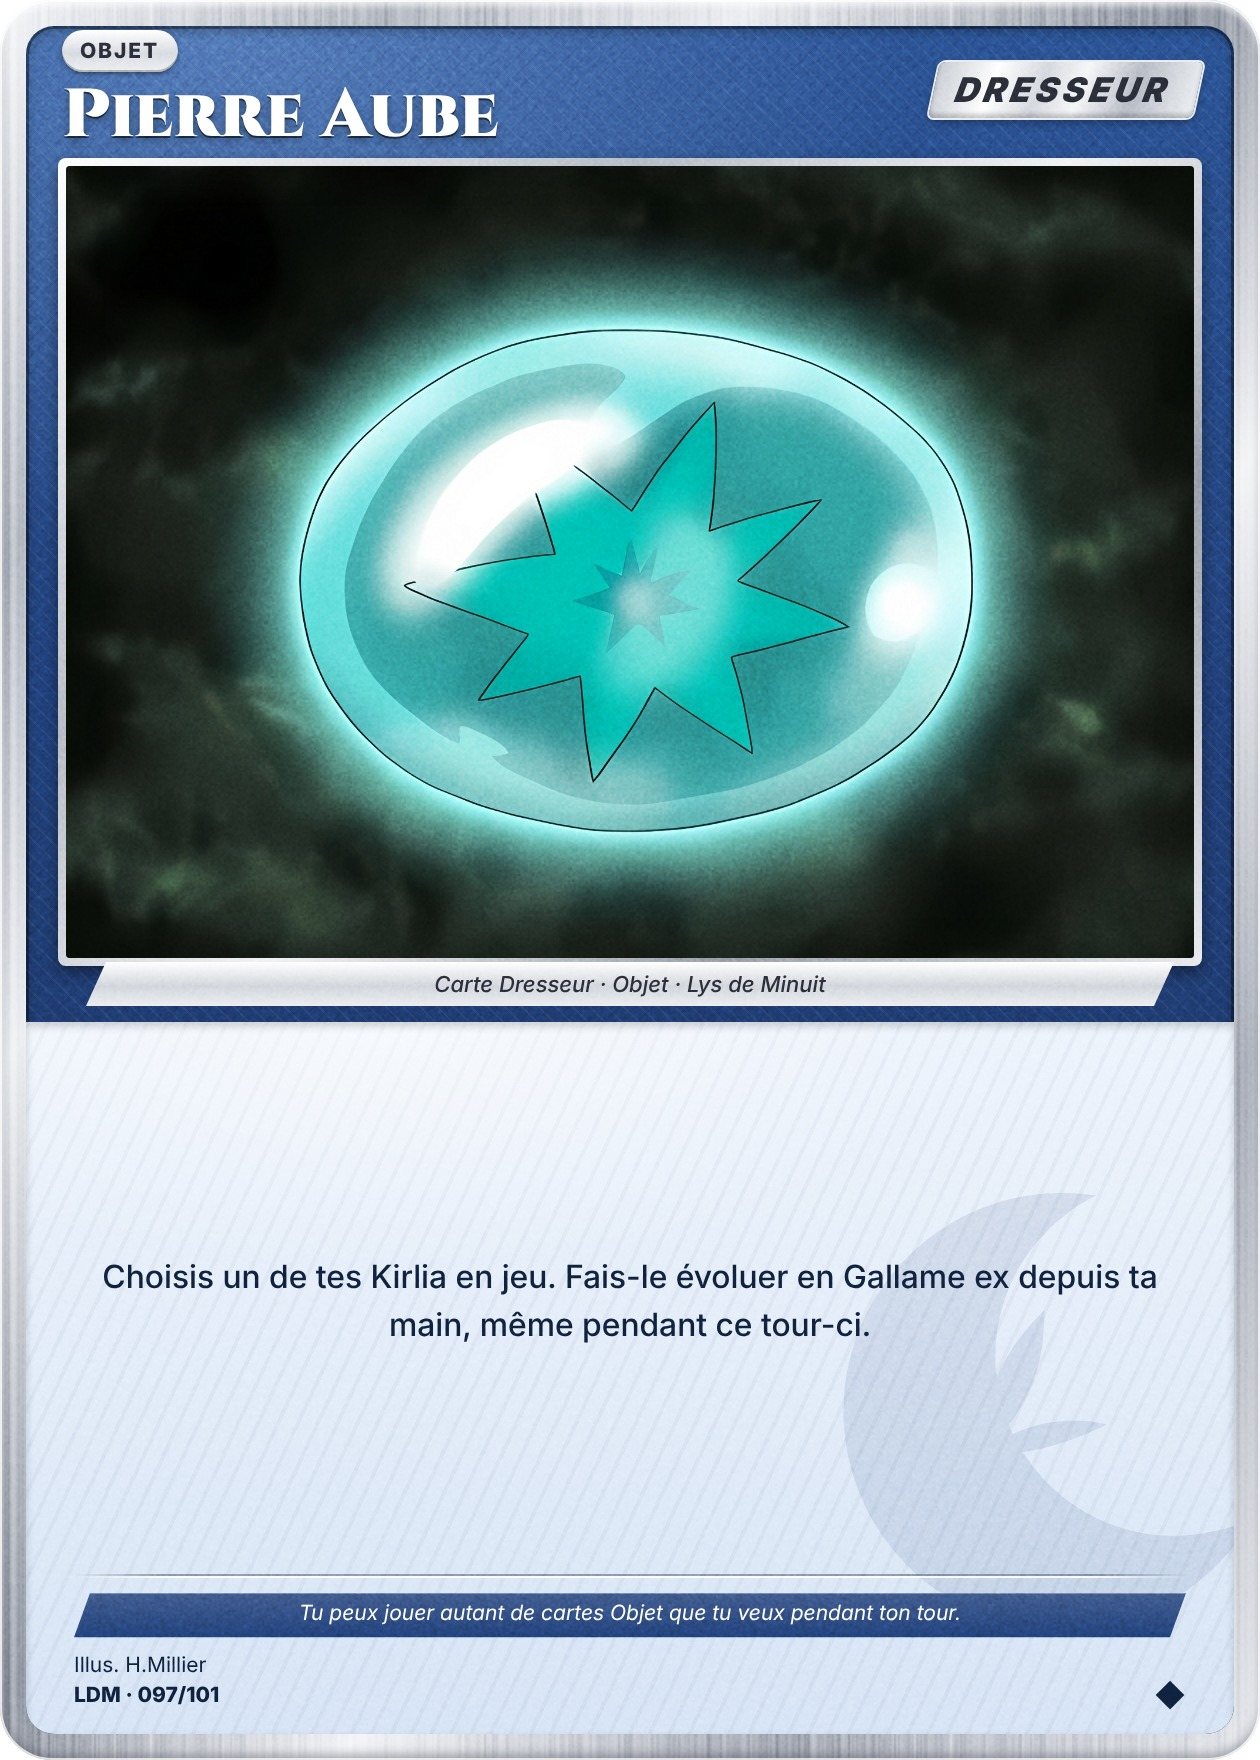 OBJET
PIERRE AUBE
DRESSEUR
Carte Dresseur · Objet · Lys de Minuit
Choisis un de tes Kirlia en jeu. Fais-le évoluer en Gallame ex depuis ta
main, même pendant ce tour-ci.
Tu peux jouer autant de cartes Objet que tu veux pendant ton tour.
Illus. H.Millier
LDM · 097/101